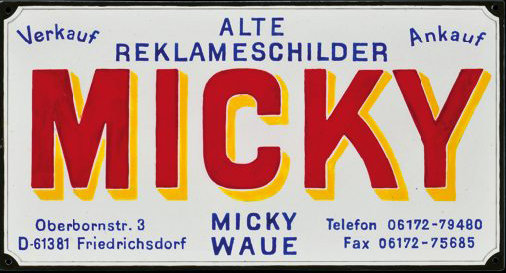 Verkauf
ALTE
Ankauf
REKLAMESCHILDER
MICKY
Oberbornstr. 3
D-61381 Friedrichsdorf
MICKY
WAUE
Telefon 06172-79480
Fax 06172-75685